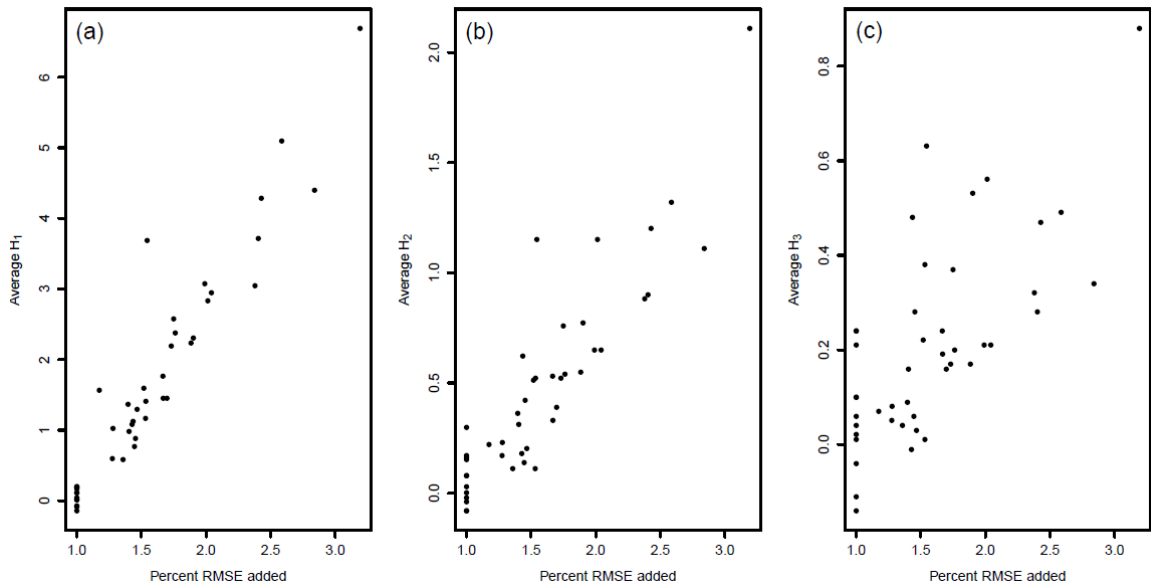 (a)
Average H1
6
5
4
3
2
1
0
1.0 1.5 2.0 2.5 3.0
Percent RMSE added
(b)
Average H2
2.0
1.5
1.0
0.5
0.0
1.0 1.5 2.0 2.5 3.0
Percent RMSE added
(c)
Average H3
0.8
0.6
0.4
0.2
0.0
1.0 1.5 2.0 2.5 3.0
Percent RMSE added